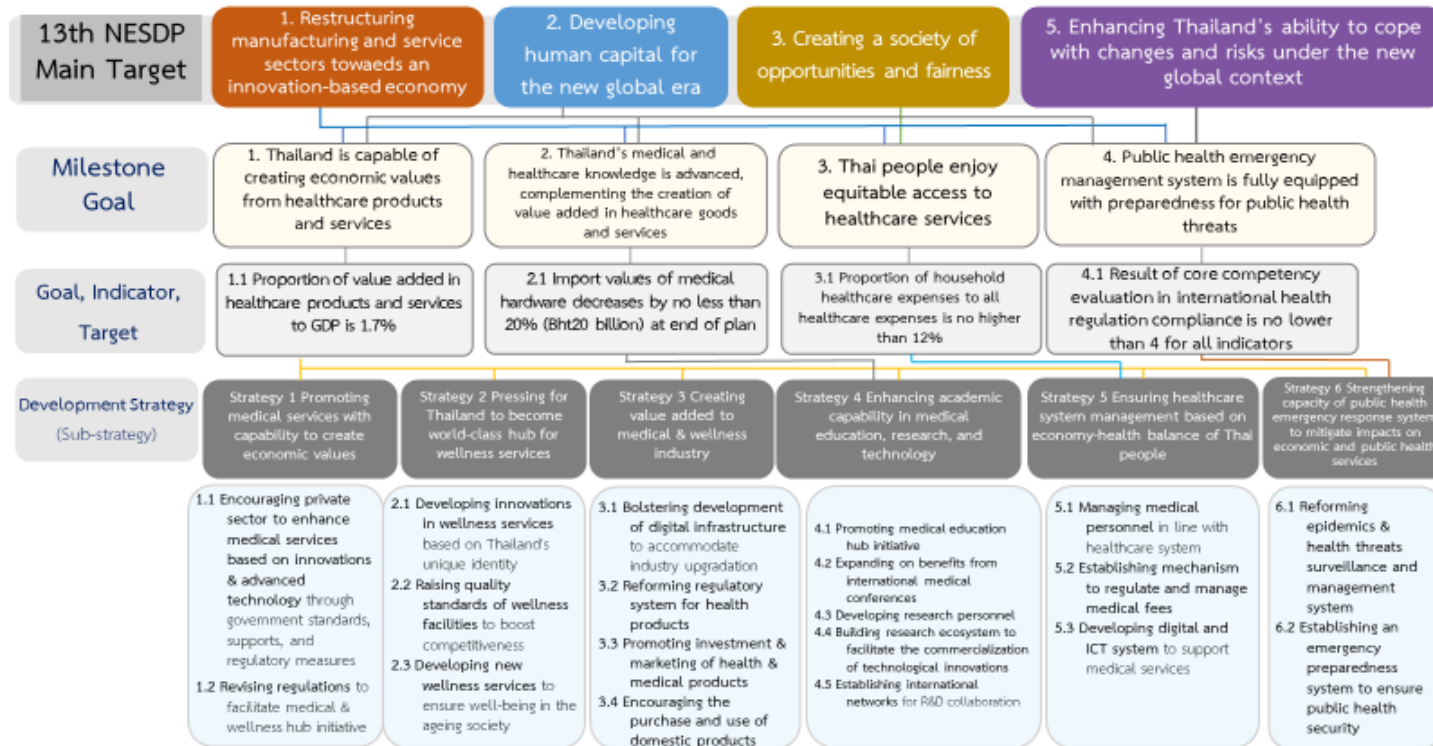 13th NESDP
Main Target
1. Restructuring
manufacturing and service
sectors towaeds an
innovation-based economy
2. Developing
human capital for
the new global era
3. Creating a society of
opportunities and fairness
5. Enhancing Thailand's ability to cope
with changes and risks under the new
global context
Milestone
Goal
1. Thailand is capable of
creating economic values
from healthcare products
and services
2. Thailand's medical and
healthcare knowledge is advanced,
complementing the creation of
value added in healthcare goods
and services
3. Thai people enjoy
equitable access to
healthcare services
4. Public health emergency
management system is fully equipped
with preparedness for public health
threats
Goal, Indicator,
Target
1.1 Proportion of value added in
healthcare products and services
to GDP is 1.7%
2.1 Import values of medical
hardware decreases by no less than
20% (Bht20 billion) at end of plan
3.1 Proportion of household
healthcare expenses to all
healthcare expenses is no higher
than 12%
4.1 Result of core competency
evaluation in international health
regulation compliance is no lower
than 4 for all indicators
Development Strategy
(Sub-strategy)
Strategy 1 Promoting
medical services with
capability to create
economic values
Strategy 2 Pressing for
Thailand to become
world-class hub for
wellness services
Strategy 3 Creating
value added to
medical & wellness
industry
Strategy 4 Enhancing academic
capability in medical
education, research, and
technology
Strategy 5 Ensuring healthcare
system management based on
economy-health balance of Thai
people
Strategy 6 Strengthening
capacity of public health
emergency response system
to mitigate impacts on
economic and public health
services
1.1 Encouraging private
sector to enhance
medical services
based on innovations
& advanced
technology through
government standards,
supports, and
regulatory measures
1.2 Revising regulations to
facilitate medical &
wellness hub initiative
2.1 Developing innovations
in wellness services
based on Thailand's
unique identity
2.2 Raising quality
standards of wellness
facilities to boost
competitiveness
2.3 Developing new
wellness services to
ensure well-being in the
ageing society
3.1 Bolstering development
of digital infrastructure
to accommodate
industry upgradation
3.2 Reforming regulatory
system for health
products
3.3 Promoting investment &
marketing of health &
medical products
3.4 Encouraging the
purchase and use of
domestic products
4.1 Promoting medical education
hub initiative
4.2 Expanding on benefits from
international medical
conferences
4.3 Developing research personnel
4.4 Building research ecosystem to
facilitate the commercialization
of technological innovations
4.5 Establishing international
networks for R&D collaboration
5.1 Managing medical
personnel in line with
healthcare system
5.2 Establishing mechanism
to regulate and manage
medical fees
5.3 Developing digital and
ICT system to support
medical services
6.1 Reforming
epidemics &
health threats
surveillance and
management
system
6.2 Establishing an
emergency
preparedness
system to ensure
public health
security